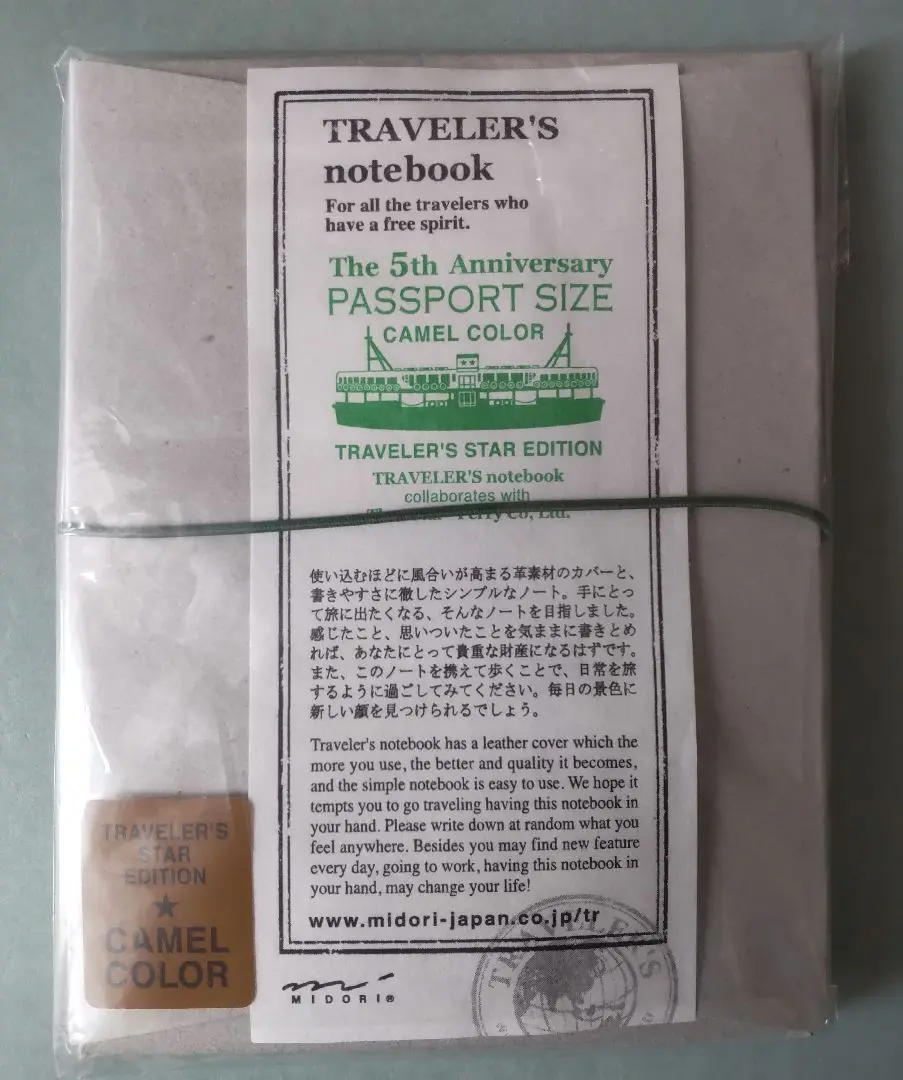 TRAVELER'S
notebook
For all the travelers who
have a free spirit.
The 5th Anniversary
PASSPORT SIZE
CAMEL COLOR
TRAVELER'S STAR EDITION
TRAVELER'S notebook
collaborates with
Ferry Co, Ltd.
使い込むほどに風合いが高まる革素材のカバーと、
書きやすさに徹したシンプルなノート。手にとっ
て旅に出たくなる、そんなノートを目指しました。
感じたこと、思いついたことを気ままに書きとめ
れば、あなたにとって貴重な財産になるはずです。
また、このノートを携えて歩くことで、日常を旅
するように過ごしてみてください。毎日の景色に
新しい顔を見つけられるでしょう。
Traveler's notebook has a leather cover which the
more you use, the better and quality it becomes,
and the simple notebook is easy to use. We hope it
tempts you to go traveling having this notebook in
your hand. Please write down at random what you
feel anywhere. Besides you may find new feature
every day, going to work, having this notebook in
your hand, may change your life!
www.midori-japan.co.jp/tr
MIDORI®
TRAVELER'S
TRAVELER'S
STAR
EDITION
★
CAMEL
COLOR